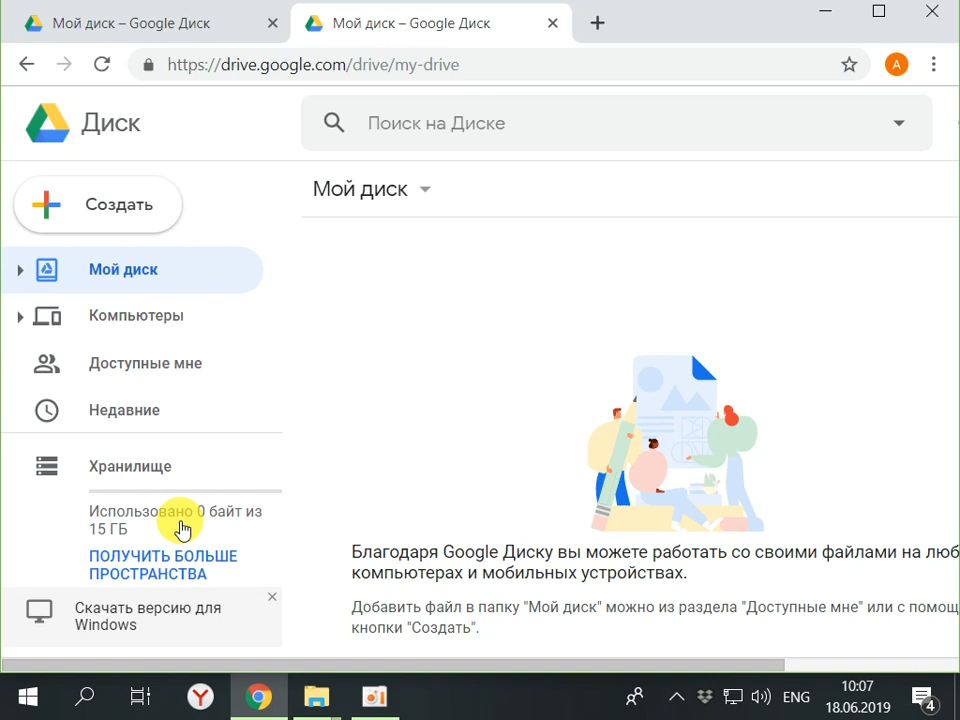 Мой диск – Google Диск
Мой диск – Google Диск
https://drive.google.com/drive/my-drive
A
Диск
Поиск на Диске
Создать
Мой диск
Мой диск
Компьютеры
Доступные мне
Недавние
Хранилище
Использовано 0 байт из
15 ГБ
ПОЛУЧИТЬ БОЛЬШЕ
ПРОСТРАНСТВА
Скачать версию для
Windows
Благодаря Google Диску вы можете работать со своими файлами на люб
компьютерах и мобильных устройствах.
Добавить файл в папку "Мой диск" можно из раздела "Доступные мне" или с помощ
кнопки "Создать".
ENG
10:07
18.06.2019
4